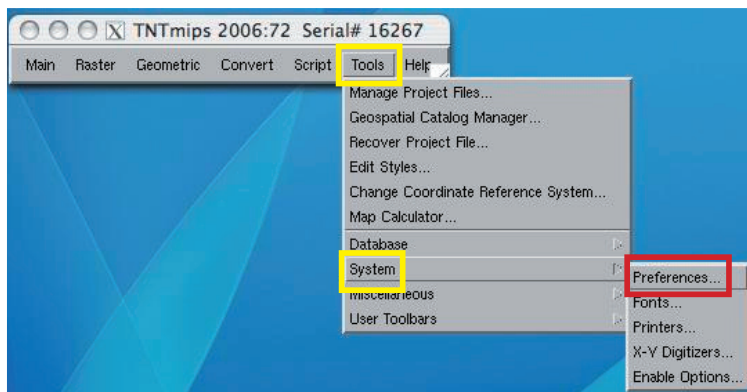 X TNTmips 2006:72 Serial# 16267
Main Raster Geometric Convert Script Tools Help
Manage Project Files...
Geospatial Catalog Manager...
Recover Project File...
Edit Styles...
Change Coordinate Reference System...
Map Calculator...
Database
System
Miscellaneous
User Toolbars
Preferences...
Fonts...
Printers...
X-Y Digitizers...
Enable Options...